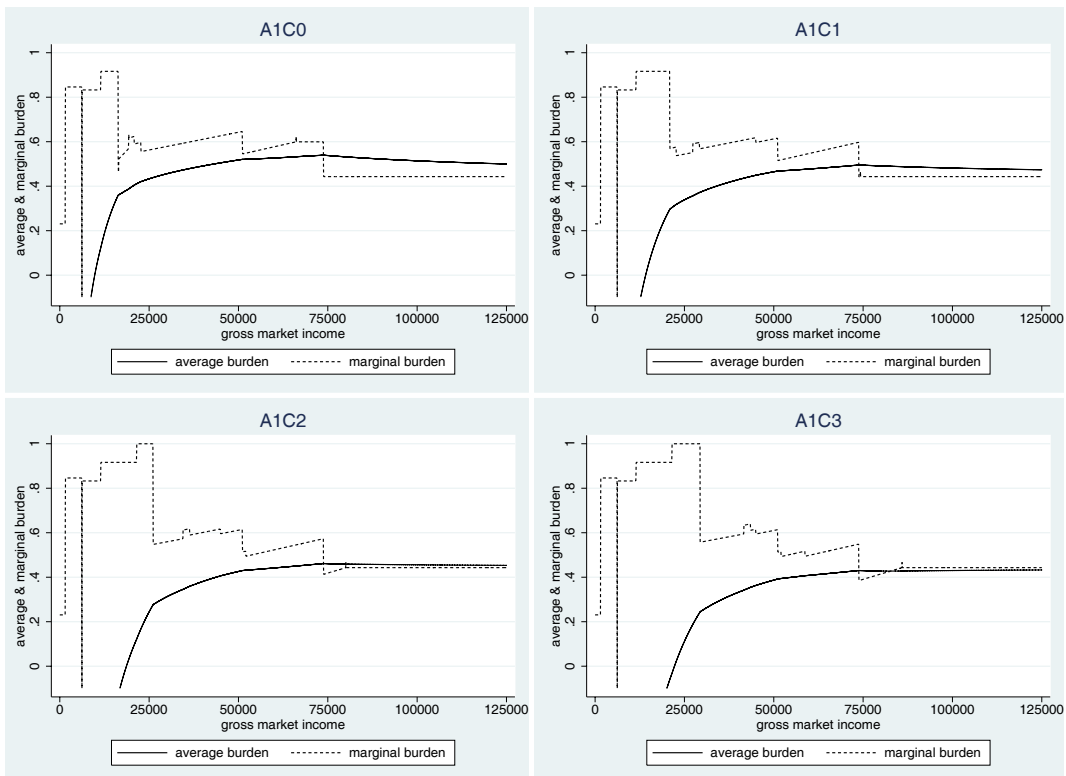 A1C0
average & marginal burden
1
.8
.6
.4
.2
0
0 25000 50000 75000 100000 125000
gross market income
average burden marginal burden
A1C1
average & marginal burden
1
.8
.6
.4
.2
0
0 25000 50000 75000 100000 125000
gross market income
average burden marginal burden
A1C2
average & marginal burden
1
.8
.6
.4
.2
0
0 25000 50000 75000 100000 125000
gross market income
average burden marginal burden
A1C3
average & marginal burden
1
.8
.6
.4
.2
0
0 25000 50000 75000 100000 125000
gross market income
average burden marginal burden